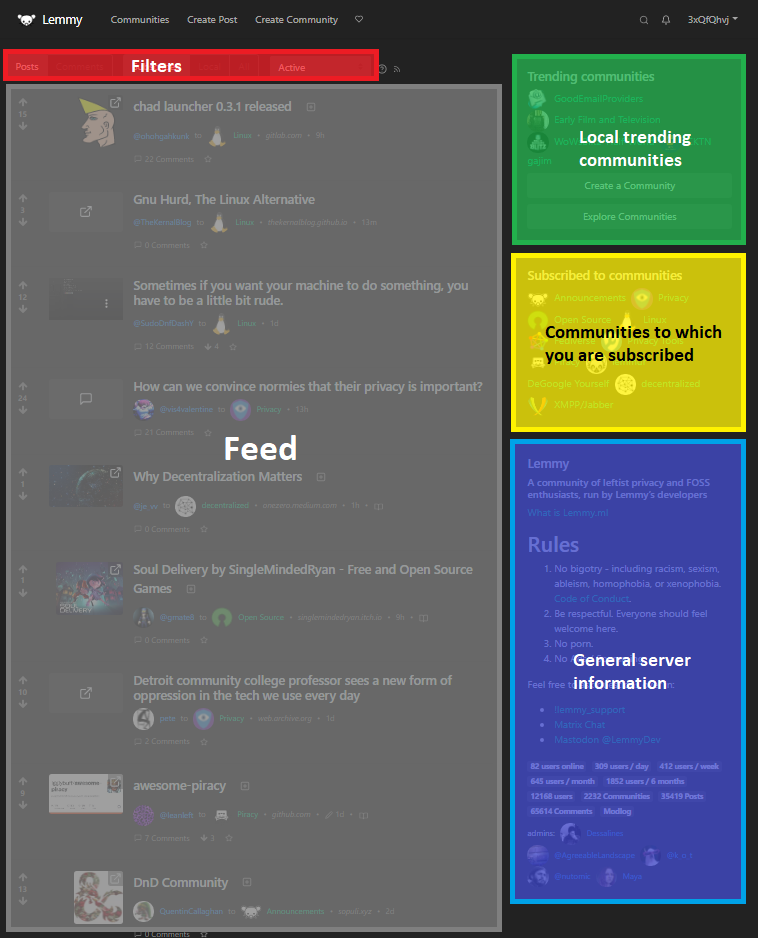 Lemmy Communities Create Post Create Community 3xQfQhvj
Posts Filters Active
15
chad launcher 0.3.1 released
@ohyinghkunk to Linux • gitlab.com •
22 Comments
3
Gnu Hurd, The Linux Alternative
@TheKernalBlog to Linux • thekernalblog.github.io • 13m
0 Comments
12
Sometimes if you want your machine to do something, you
have to be a little bit rude.
to Linux • 1d
12 Comments 4
24
How can we convince normies that their privacy is important?
to Privacy • 13h
21 Comments
Feed
1
Why Decentralization Matters
to decentralized • onezero.medium.com • 1h
0 Comments
1
Soul Delivery by SingleMindedRyan - Free and Open Source
Games
to Open Source • singlemindedryan.itch.io • 9h
0 Comments
10
Detroit community college professor sees a new form of
oppression in the tech we use every day
to Privacy • web.archive.org • 1d
2 Comments
9
awesome-piracy
to Piracy • github.com • 1d
7 Comments 3
13
DnD Community
@QuentinCallaghan to Announcements • sopuli.xyz • 2d
0 Comments
Trending communities
GoodEmailProviders
Early Film and Television
Local trending
communities
gajim
Create a Community
Explore Communities
Subscribed to communities
Announcements Privacy
Open Source Linux
Communities to which
you are subscribed
DeGoogle Yourself decentralized
XMPP/Jabber
Lemmy
A community of leftist privacy and FOSS
enthusiasts, run by Lemmy's developers
What is Lemmy.ml
Rules
1. No bigotry - including racism, sexism,
ableism, homophobia, or xenophobia.
Code of Conduct.
2. Be respectful. Everyone should feel
welcome here.
3. No porn.
4. No
General server
information
Feel free to
• !lemmy_support
• Matrix Chat
• Mastodon @LemmyDev
82 users online 309 users / day 412 users / week
645 users / month 1852 users / 6 months
12168 users 2232 Communities 35419 Posts
65614 Comments Modlog
admins: Dessalines
@AgreeableLandscape
@nutomic Maya